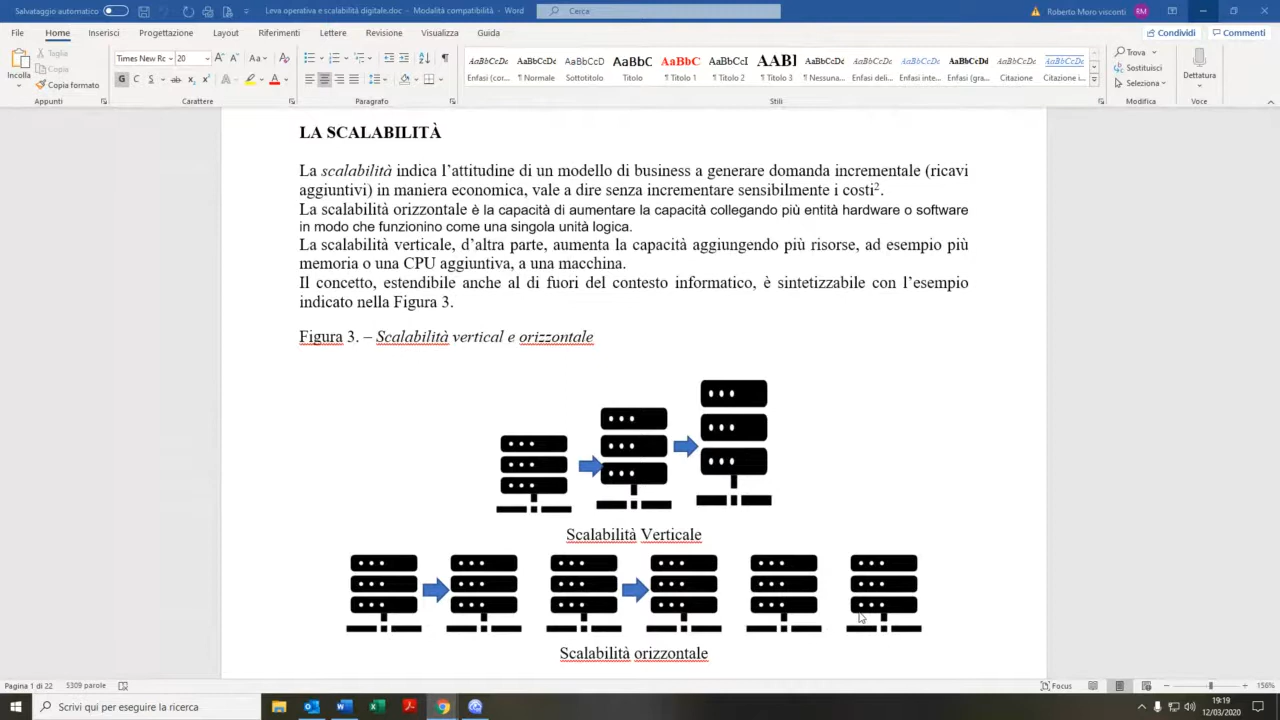 Salvataggio automatico
Leva operativa e scalabilità digitale.doc - Modalità compatibilità - Word
Cerca
Roberto Moro visconti
RM
File
Home
Inserisci
Progettazione
Layout
Riferimenti
Lettere
Revisione
Visualizza
Guida
Condividi
Commenti
Incolla
Taglia
Copia
Copia formato
Appunti
Times New Ro
20
Carattere
Paragrafo
AaBbCcDc
Enfasi (cor...
AaBbCcDc
¶ Normale
AaBbCcD
Sottotitolo
AaBbC
Titolo
AaBbC
¶ Titolo 1
AaBbCcI
¶ Titolo 2
AABI
¶ Titolo 3
AaBbCcDc
¶ Nessuna...
AaBbCcDc
Enfasi deli...
AaBbCcDc
Enfasi inte...
AaBbCcDd
Enfasi (gra...
AaBbCcDc
Citazione
AaBbCcDc
Citazione i...
Stili
Trova
Sostituisci
Seleziona
Modifica
Dettatura
Voce
LA SCALABILITÀ
La scalabilità indica l’attitudine di un modello di business a generare domanda incrementale (ricavi
aggiuntivi) in maniera economica, vale a dire senza incrementare sensibilmente i costi2.
La scalabilità orizzontale è la capacità di aumentare la capacità collegando più entità hardware o software
in modo che funzionino come una singola unità logica.
La scalabilità verticale, d’altra parte, aumenta la capacità aggiungendo più risorse, ad esempio più
memoria o una CPU aggiuntiva, a una macchina.
Il concetto, estendibile anche al di fuori del contesto informatico, è sintetizzabile con l’esempio
indicato nella Figura 3.
Figura 3. – Scalabilità vertical e orizzontale
Scalabilità Verticale
Scalabilità orizzontale
Pagina 1 di 22
5309 parole
Focus
156%
Scrivi qui per eseguire la ricerca
19:19
12/03/2020